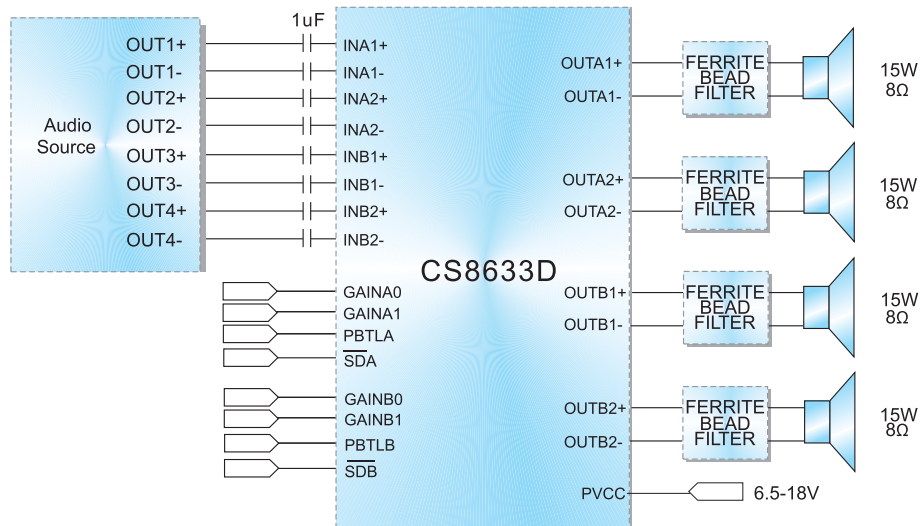 1uF
Audio
Source
OUT1+
OUT1-
OUT2+
OUT2-
OUT3+
OUT3-
OUT4+
OUT4-
INA1+
INA1-
INA2+
INA2-
INB1+
INB1-
INB2+
INB2-
GAINA0
GAINA1
PBTLA
SDA
GAINB0
GAINB1
PBTLB
SDB
CS8633D
OUTA1+
OUTA1-
OUTA2+
OUTA2-
OUTB1+
OUTB1-
OUTB2+
OUTB2-
PVCC
6.5-18V
FERRITE
BEAD
FILTER
15W
8Ω
FERRITE
BEAD
FILTER
15W
8Ω
FERRITE
BEAD
FILTER
15W
8Ω
FERRITE
BEAD
FILTER
15W
8Ω